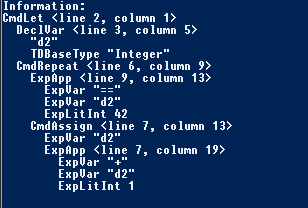 Information:
CmdLet <line 2, column 1>
DeclVar <line 3, column 5>
"d2"
TDBaseType "Integer"
CmdRepeat <line 6, column 9>
ExpApp <line 9, column 13>
ExpVar "=="
ExpVar "d2"
ExpLitInt 42
CmdAssign <line 7, column 13>
ExpVar "d2"
ExpApp <line 7, column 19>
ExpVar "+"
ExpVar "d2"
ExpLitInt 1